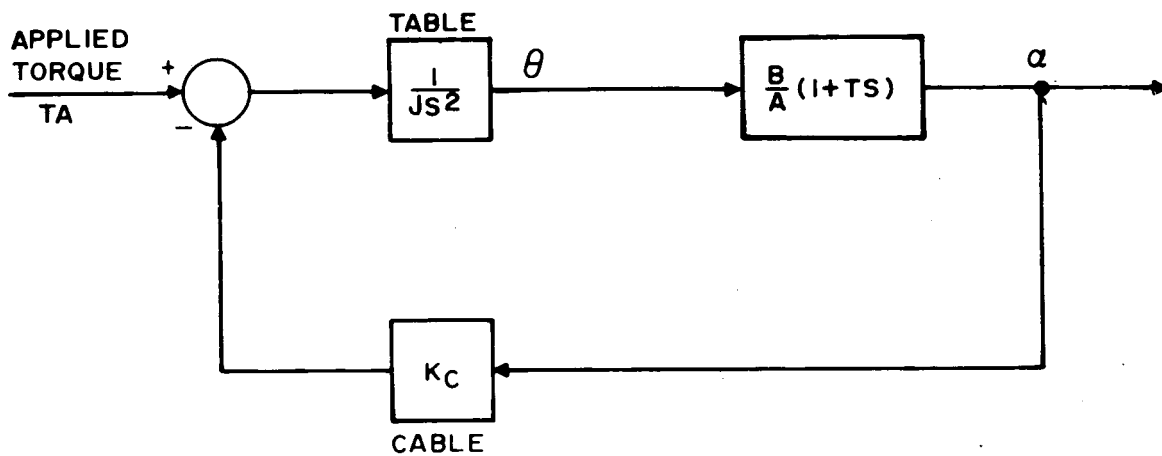 APPLIED
TORQUE
TA
+
−
TABLE
1
JS²
θ
B
A
(1+TS)
α
KC
CABLE